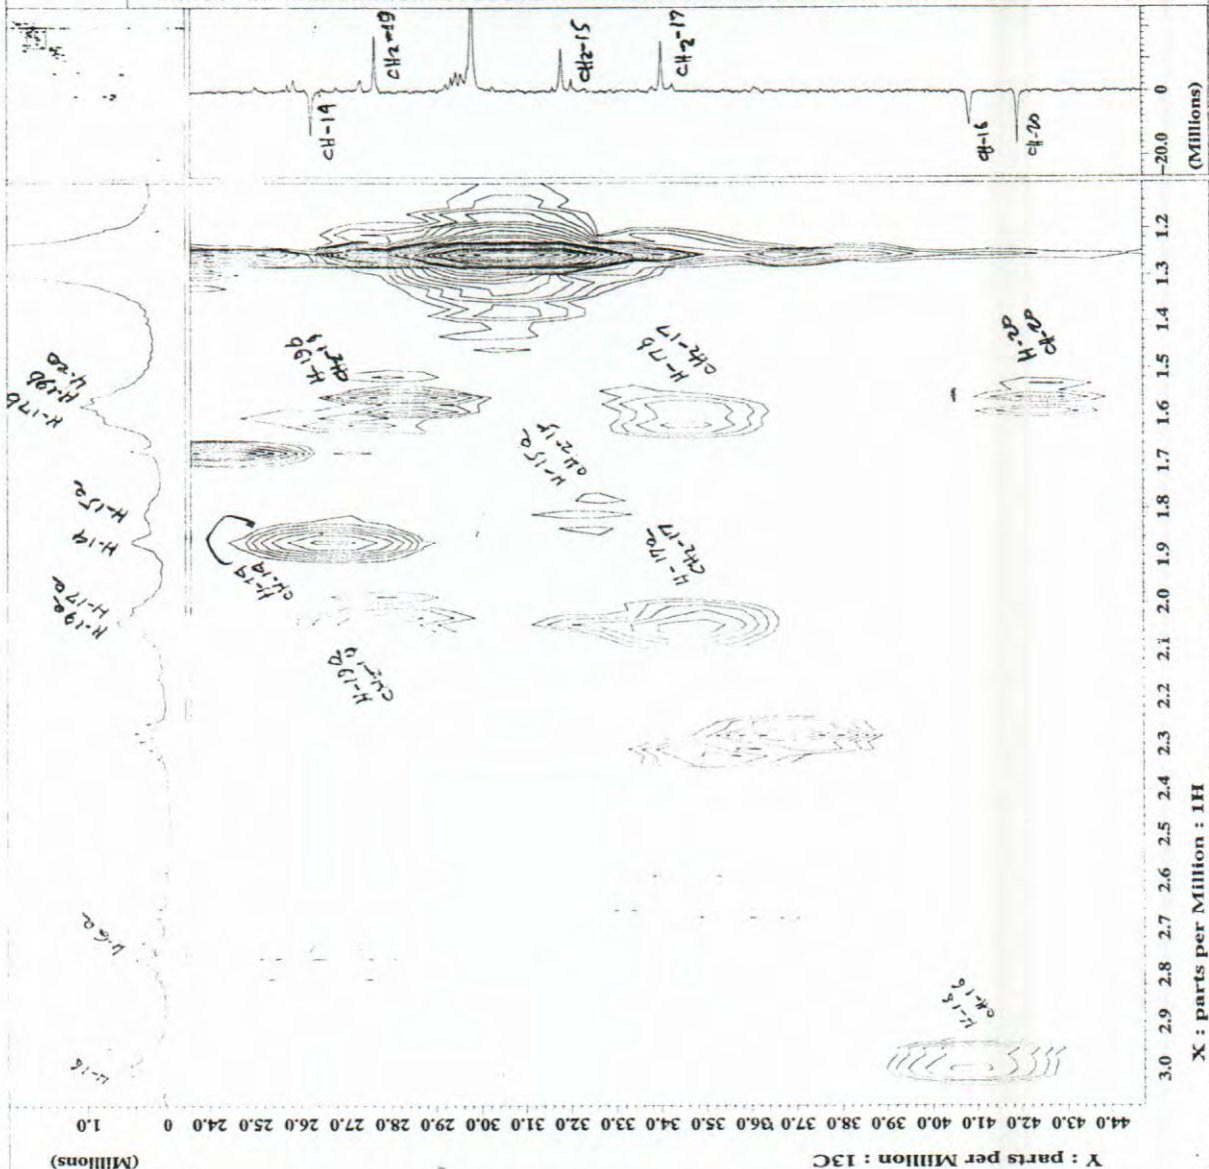 CH-14
CH2-19
CH2-15
CH2-17
CH-16
CH-20
0
-20.0
(Millions)
H-17b
H-19b
H-20
H-15a
H-14
H-17a
H-19a
H-6a
H-16
H-19b
CH2-19
H-17b
CH2-17
H-20
CH-20
H-15a
CH2-15
H-17a
CH2-17
H-19a
CH2-19
H-16
CH-16
1.2
1.3
1.4
1.5
1.6
1.7
1.8
1.9
2.0
2.1
2.2
2.3
2.4
2.5
2.6
2.7
2.8
2.9
3.0
X : parts per Million : 1H
1.0
0
(Millions)
24.0
25.0
26.0
27.0
28.0
29.0
30.0
31.0
32.0
33.0
34.0
35.0
36.0
37.0
38.0
39.0
40.0
41.0
42.0
43.0
44.0
Y : parts per Million : 13C